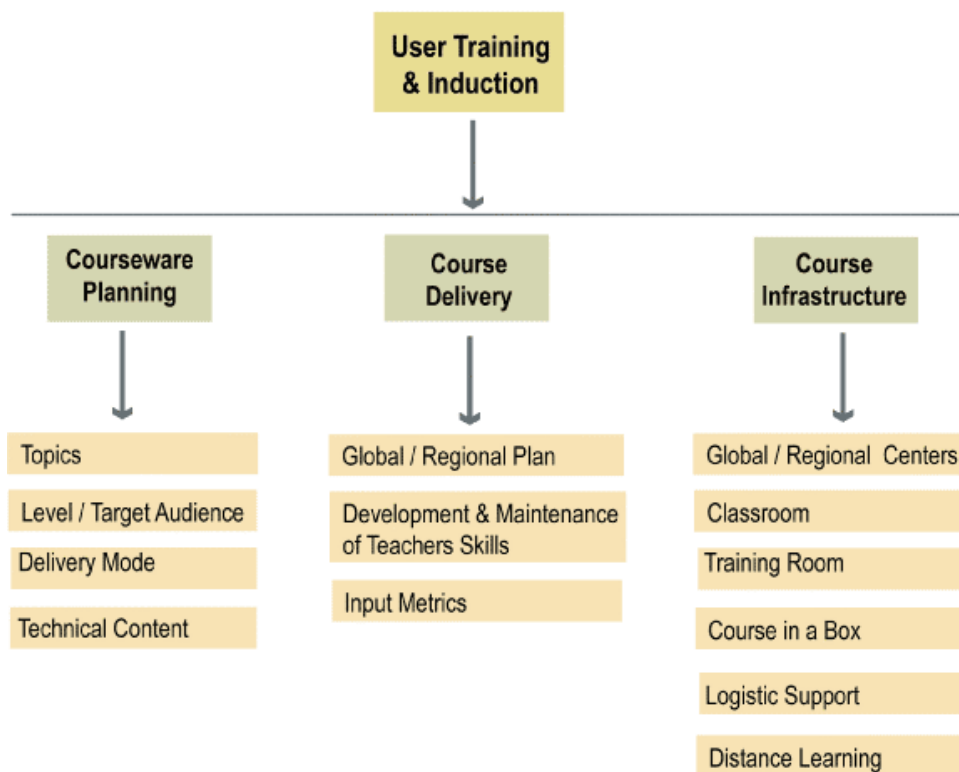 User Training
& Induction
Courseware
Planning
Topics
Level / Target Audience
Delivery Mode
Technical Content
Course
Delivery
Global / Regional Plan
Development & Maintenance
of Teachers Skills
Input Metrics
Course
Infrastructure
Global / Regional Centers
Classroom
Training Room
Course in a Box
Logistic Support
Distance Learning